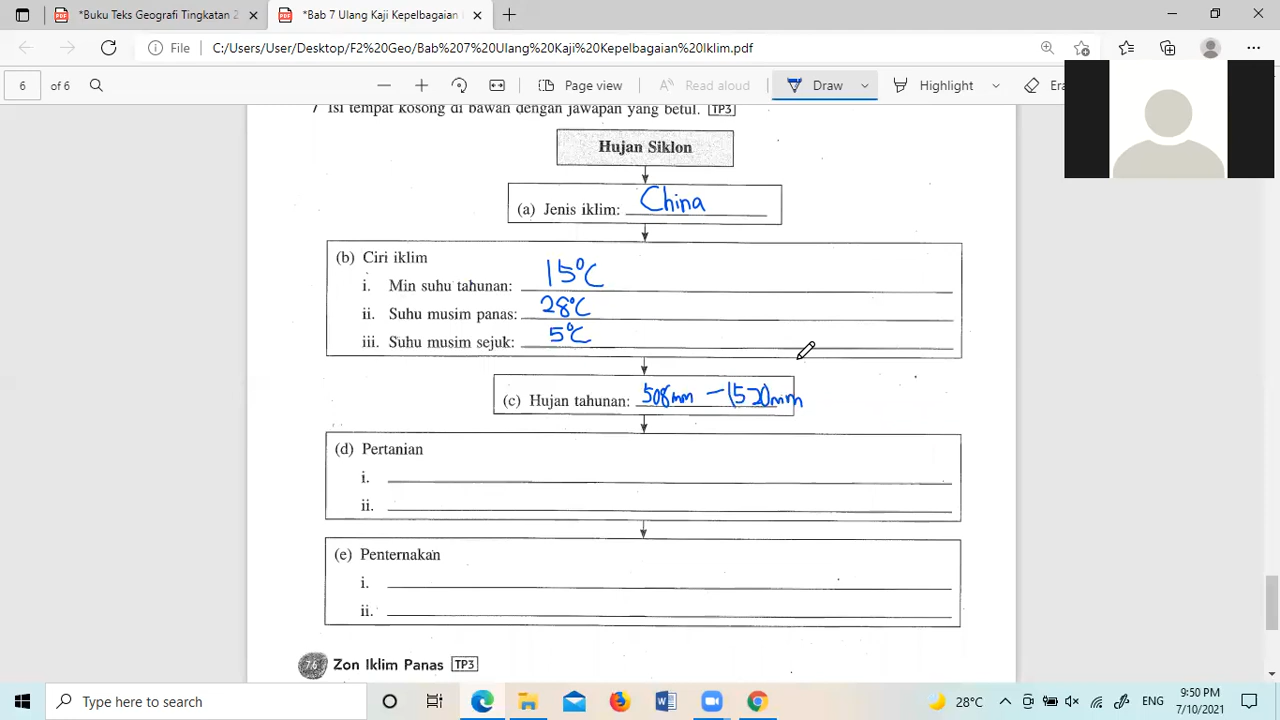 "Buku Teks Geografi Tingkatan 2
"Bab 7 Ulang Kaji Kepelbagaian I
File
C:/Users/User/Desktop/F2%20Geo/Bab%207%20Ulang%20Kaji%20Kepelbagaian%20Iklim.pdf
6 of 6
Page view
Read aloud
Draw
Highlight
7 Isi tempat kosong di bawah dengan jawapan yang betul. TP3
Hujan Siklon
(a) Jenis iklim: China
(b) Ciri iklim
i. Min suhu tahunan: 15°C
ii. Suhu musim panas: 28°C
iii. Suhu musim sejuk: 5°C
(c) Hujan tahunan: 508mm – 1520mm
(d) Pertanian
i.
ii.
(e) Penternakan
i.
ii.
7.6 Zon Iklim Panas TP3
Type here to search
28°C
ENG
9:50 PM
7/10/2021